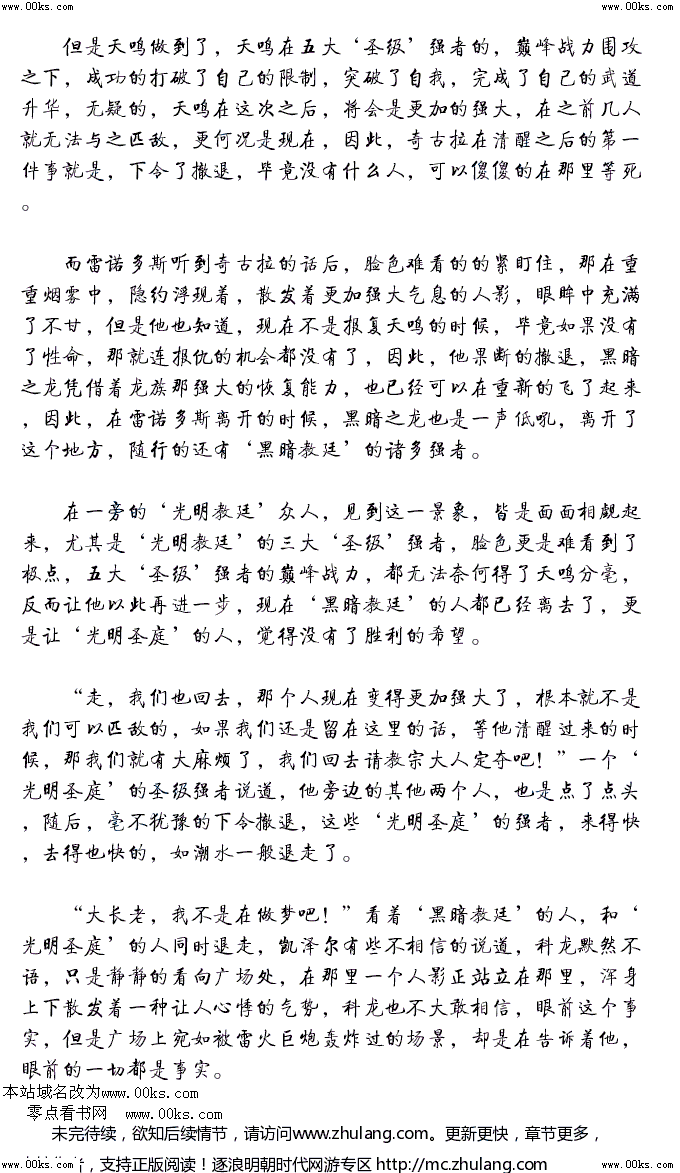 www.00ks.com www.00ks.com
但是天鸣做到了，天鸣在五大‘圣级’强者的，巅峰战力围攻
之下，成功的打破了自己的限制，突破了自我，完成了自己的武道
升华，无疑的，天鸣在这次之后，将会是更加的强大，在之前几人
就无法与之匹敌，更何况是现在，因此，奇古拉在清醒之后的第一
件事就是，下令了撤退，毕竟没有什么人，可以傻傻的在那里等死
。
而雷诺多斯听到奇古拉的话后，脸色难看的的紧盯住，那在重
重烟雾中，隐约浮现着，散发着更加强大气息的人影，眼眸中充满
了不甘，但是他也知道，现在不是报复天鸣的时候，毕竟如果没有
了性命，那就连报仇的机会都没有了，因此，他果断的撤退，黑暗
之龙凭借着龙族那强大的恢复能力，也已经可以在重新的飞了起来
，因此，在雷诺多斯离开的时候，黑暗之龙也是一声低吼，离开了
这个地方，随行的还有‘黑暗教廷’的诸多强者。
在一旁的‘光明教廷’众人，见到这一景象，皆是面面相觑起
来，尤其是‘光明教廷’的三大‘圣级’强者，脸色更是难看到了
极点，五大‘圣级’强者的巅峰战力，都无法奈何得了天鸣分毫，
反而让他以此再进一步，现在‘黑暗教廷’的人都已经离去了，更
是让‘光明圣庭’的人，觉得没有了胜利的希望。
“走，我们也回去，那个人现在变得更加强大了，根本就不是
我们可以匹敌的，如果我们还是留在这里的话，等他清醒过来的时
候，那我们就有大麻烦了，我们回去请教宗大人定夺吧！”一个‘
光明圣庭’的圣级强者说道，他旁边的其他两个人，也是点了点头
，随后，毫不犹豫的下令撤退，这些‘光明圣庭’的强者，来得快
，去得也快的，如潮水一般退走了。
“大长老，我不是在做梦吧！”看着‘黑暗教廷’的人，和‘
光明圣庭’的人同时退走，凯泽尔有些不相信的说道，科龙默然不
语，只是静静的看向广场处，在那里一个人影正站立在那里，浑身
上下散发着一种让人心悸的气势，科龙也不大敢相信，眼前这个事
实，但是广场上宛如被雷火巨炮轰炸过的场景，却是在告诉着他，
眼前的一切都是事实。
本站域名改为www.00ks.com
零点看书网 www.00ks.com
未完待续，欲知后续情节，请访问www.zhulang.com。更新更快，章节更多，
，支持正版阅读！逐浪明朝时代网游专区 http://mc.zhulang.com/
www.00ks.com www.00ks.com